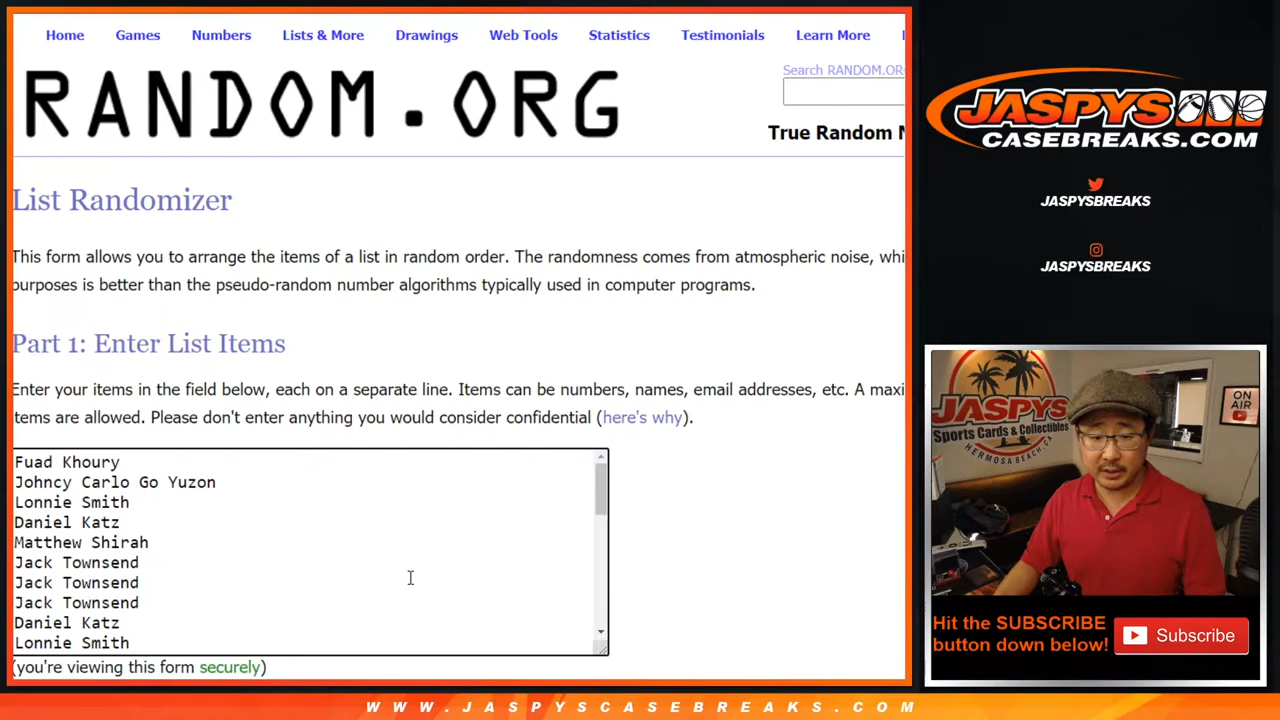 Home Games Numbers Lists & More Drawings Web Tools Statistics Testimonials Learn More
RANDOM.ORG
Search RANDOM.OR
True Random
List Randomizer
This form allows you to arrange the items of a list in random order. The randomness comes from atmospheric noise, whi
purposes is better than the pseudo-random number algorithms typically used in computer programs.
Part 1: Enter List Items
Enter your items in the field below, each on a separate line. Items can be numbers, names, email addresses, etc. A maxi
items are allowed. Please don't enter anything you would consider confidential (here's why).
Fuad Khoury
Johncy Carlo Go Yuzon
Lonnie Smith
Daniel Katz
Matthew Shirah
Jack Townsend
Jack Townsend
Jack Townsend
Daniel Katz
Lonnie Smith
(you're viewing this form securely)
JASPYS
CASEBREAKS.COM
JASPYSBREAKS
JASPYSBREAKS
JASPYS
Sports Cards & Collectibles
HERMOSA BEACH, CA
ON
AIR
Hit the SUBSCRIBE
button down below!
Subscribe
WWW.JASPYSCASEBREAKS.COM